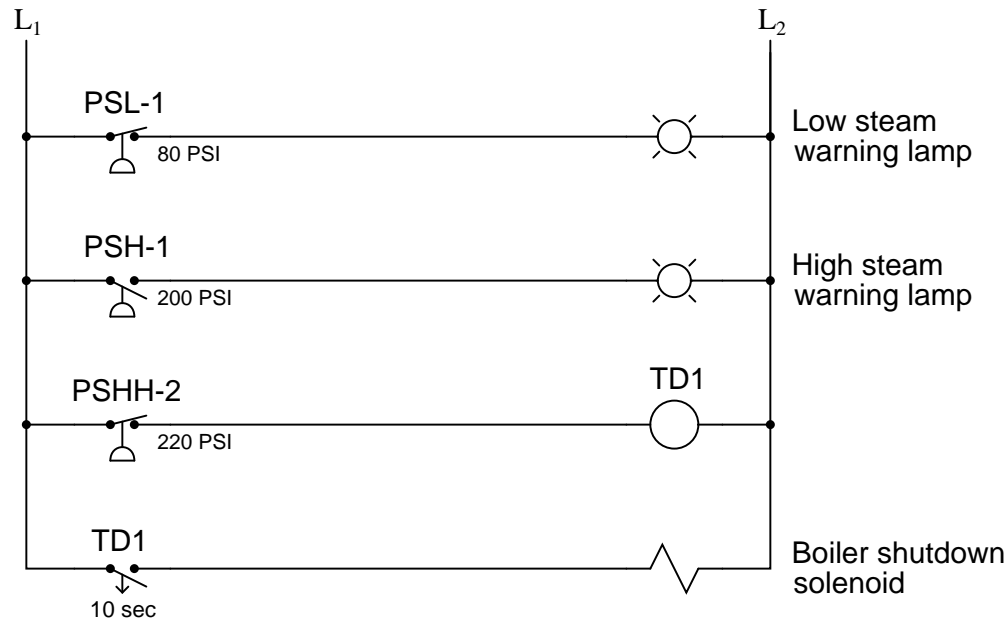 L1
L2
PSL-1
80 PSI
Low steam
warning lamp
PSH-1
200 PSI
High steam
warning lamp
PSHH-2
220 PSI
TD1
TD1
10 sec
Boiler shutdown
solenoid